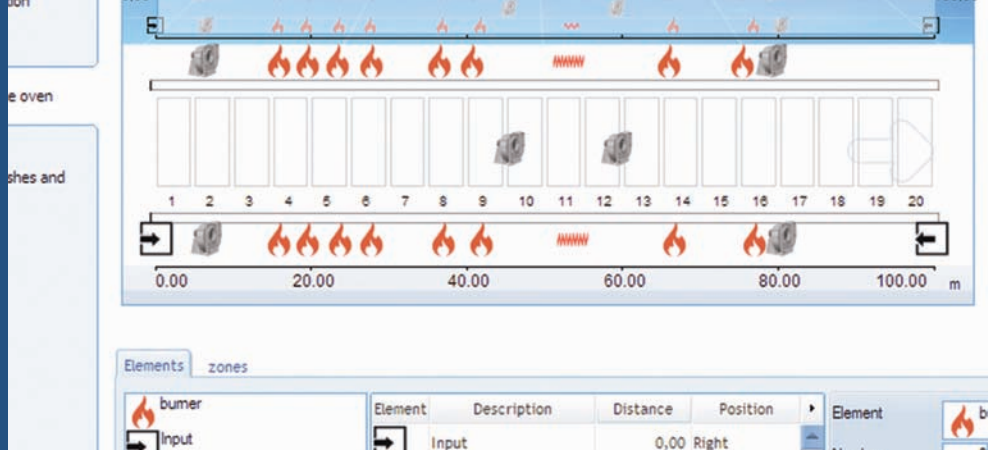 e oven
shes and
1 2 3 4 5 6 7 8 9 10 11 12 13 14 15 16 17 18 19 20
0.00 20.00 40.00 60.00 80.00 100.00 m
Elements zones
burner
Input
Element Description Distance Position
Input 0,00 Right
Element